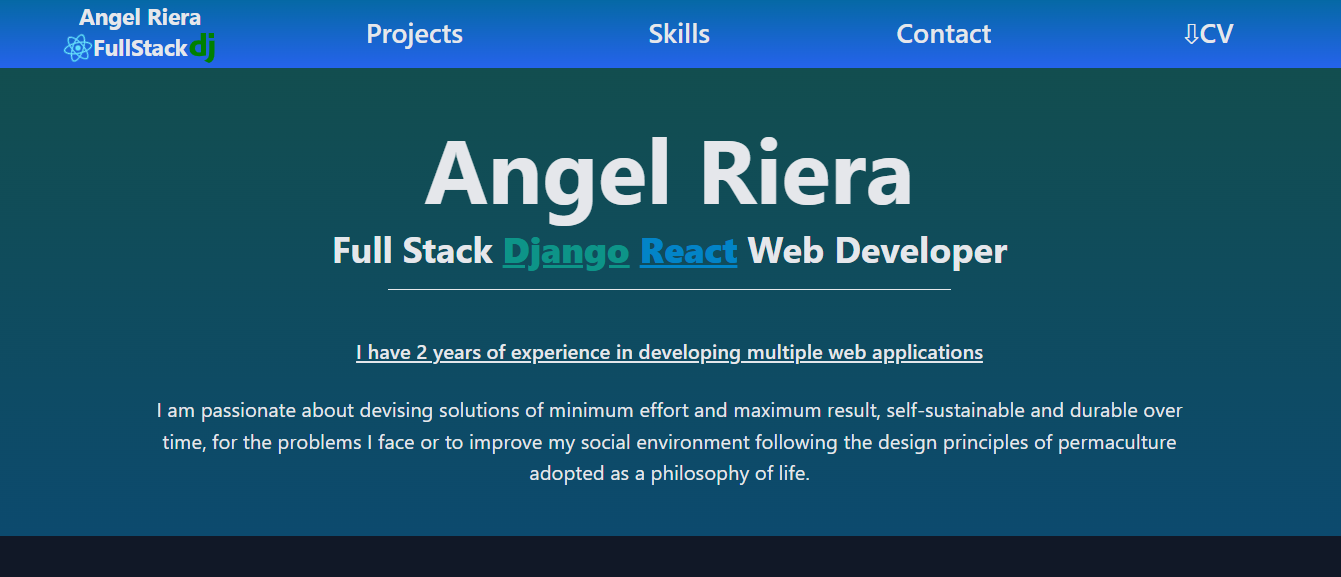 Angel Riera
FullStack dj
Projects
Skills
Contact
⇩CV
Angel Riera
Full Stack Django React Web Developer
I have 2 years of experience in developing multiple web applications
I am passionate about devising solutions of minimum effort and maximum result, self-sustainable and durable over
time, for the problems I face or to improve my social environment following the design principles of permaculture
adopted as a philosophy of life.